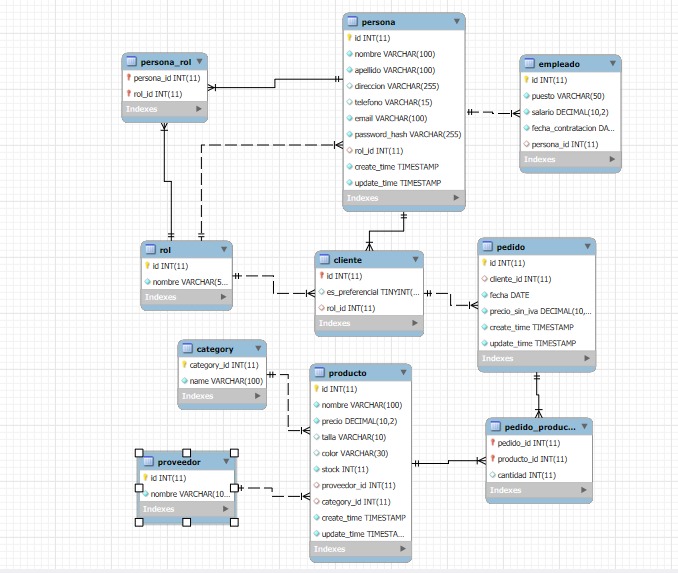 persona
id INT(11)
nombre VARCHAR(100)
apellido VARCHAR(100)
direccion VARCHAR(255)
telefono VARCHAR(15)
email VARCHAR(100)
password_hash VARCHAR(255)
rol_id INT(11)
create_time TIMESTAMP
update_time TIMESTAMP
Indexes
persona_rol
persona_id INT(11)
rol_id INT(11)
Indexes
empleado
id INT(11)
puesto VARCHAR(50)
salario DECIMAL(10,2)
fecha_contratacion DA...
persona_id INT(11)
Indexes
rol
id INT(11)
nombre VARCHAR(5...
Indexes
cliente
id INT(11)
es_preferencial TINYINT(...
rol_id INT(11)
Indexes
pedido
id INT(11)
cliente_id INT(11)
fecha DATE
precio_sin_iva DECIMAL(10,...
create_time TIMESTAMP
update_time TIMESTAMP
Indexes
category
category_id INT(11)
name VARCHAR(100)
Indexes
producto
id INT(11)
nombre VARCHAR(100)
precio DECIMAL(10,2)
talla VARCHAR(10)
color VARCHAR(30)
stock INT(11)
proveedor_id INT(11)
category_id INT(11)
create_time TIMESTAMP
update_time TIMESTA...
Indexes
pedido_produc...
pedido_id INT(11)
producto_id INT(11)
cantidad INT(11)
Indexes
proveedor
id INT(11)
nombre VARCHAR(10...
Indexes